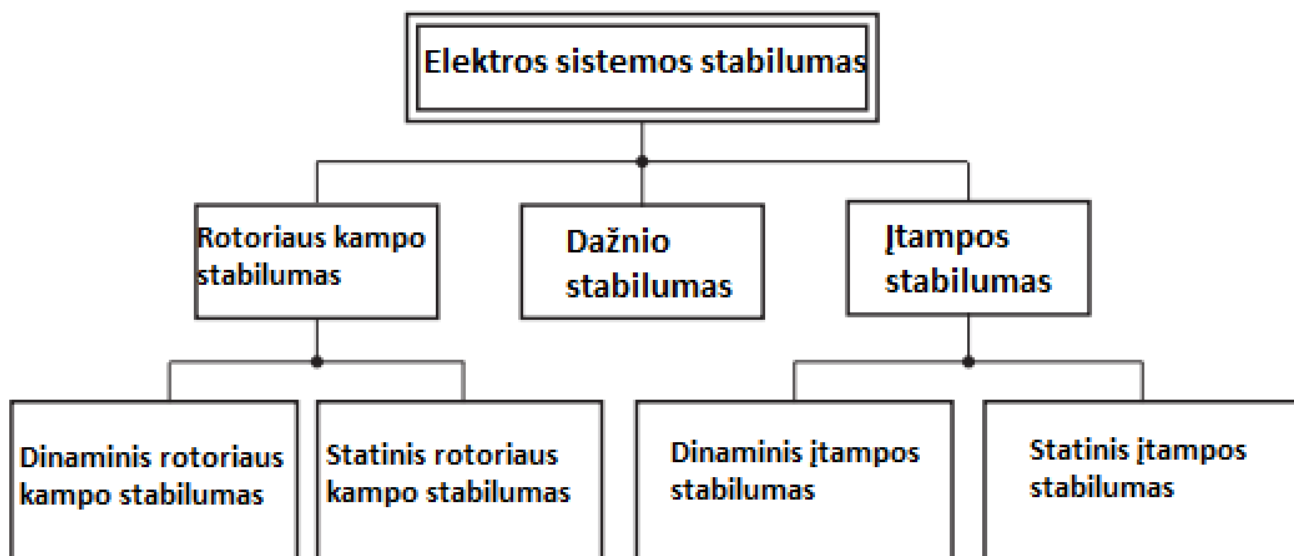 Elektros sistemos stabilumas
Rotoriaus kampo
stabilumas
Dažnio
stabilumas
Įtampos
stabilumas
Dinaminis rotoriaus
kampo stabilumas
Statinis rotoriaus
kampo stabilumas
Dinaminis įtampos
stabilumas
Statinis įtampos
stabilumas